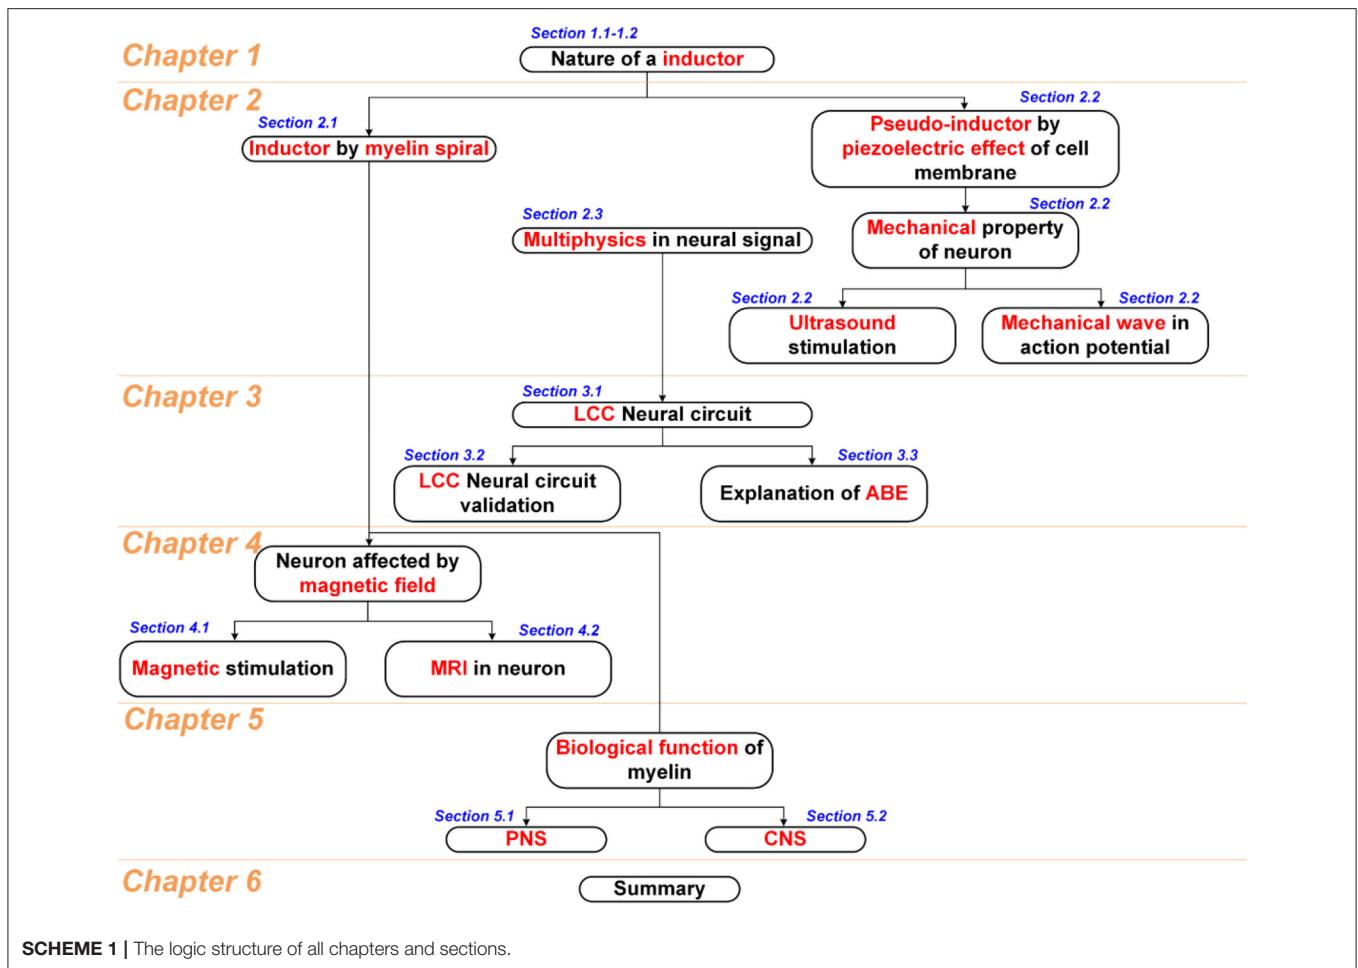 Section 1.1-1.2
Chapter 1
Nature of a inductor
Chapter 2
Section 2.1
Inductor by myelin spiral
Section 2.2
Pseudo-inductor by
piezoelectric effect of cell
membrane
Section 2.3
Multiphysics in neural signal
Section 2.2
Mechanical property
of neuron
Section 2.2
Ultrasound
stimulation
Section 2.2
Mechanical wave in
action potential
Chapter 3
Section 3.1
LCC Neural circuit
Section 3.2
LCC Neural circuit
validation
Section 3.3
Explanation of ABE
Chapter 4
Neuron affected by
magnetic field
Section 4.1
Magnetic stimulation
Section 4.2
MRI in neuron
Chapter 5
Biological function of
myelin
Section 5.1
PNS
Section 5.2
CNS
Chapter 6
Summary
SCHEME 1 | The logic structure of all chapters and sections.